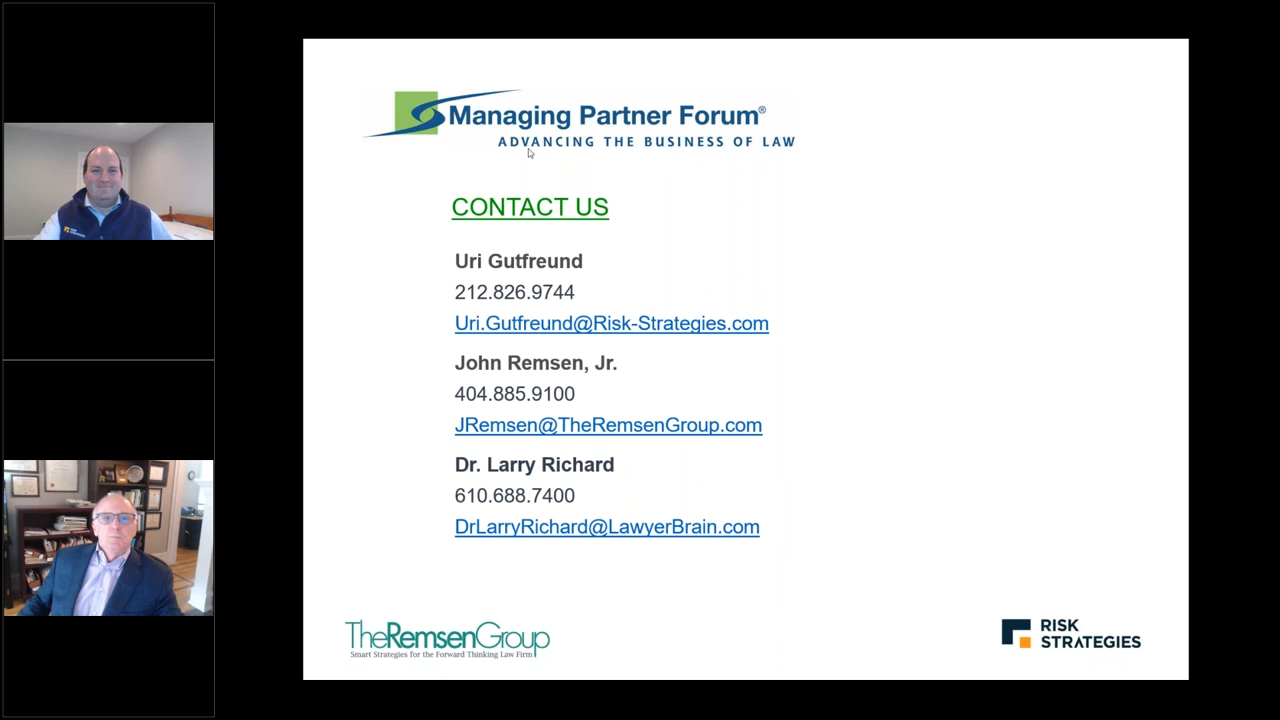 Managing Partner Forum®
ADVANCING THE BUSINESS OF LAW
CONTACT US
Uri Gutfreund
212.826.9744
Uri.Gutfreund@Risk-Strategies.com
John Remsen, Jr.
404.885.9100
JRemsen@TheRemsenGroup.com
Dr. Larry Richard
610.688.7400
DrLarryRichard@LawyerBrain.com
TheRemsenGroup
Smart Strategies for the Forward Thinking Law Firm
RISK
STRATEGIES
RISK
STRATEGIES